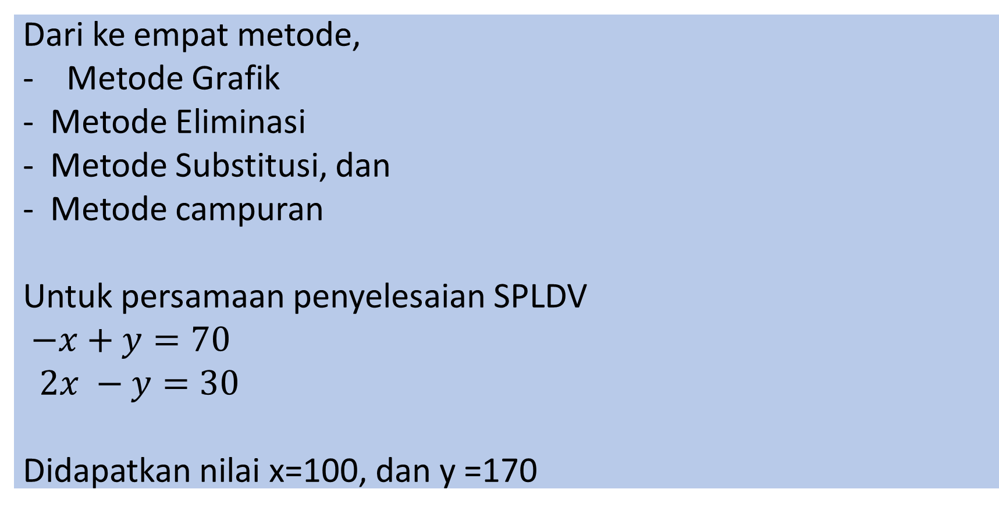 Dari ke empat metode,
- Metode Grafik
- Metode Eliminasi
- Metode Substitusi, dan
- Metode campuran
Untuk persamaan penyelesaian SPLDV
−x + y = 70
2x − y = 30
Didapatkan nilai x=100, dan y =170